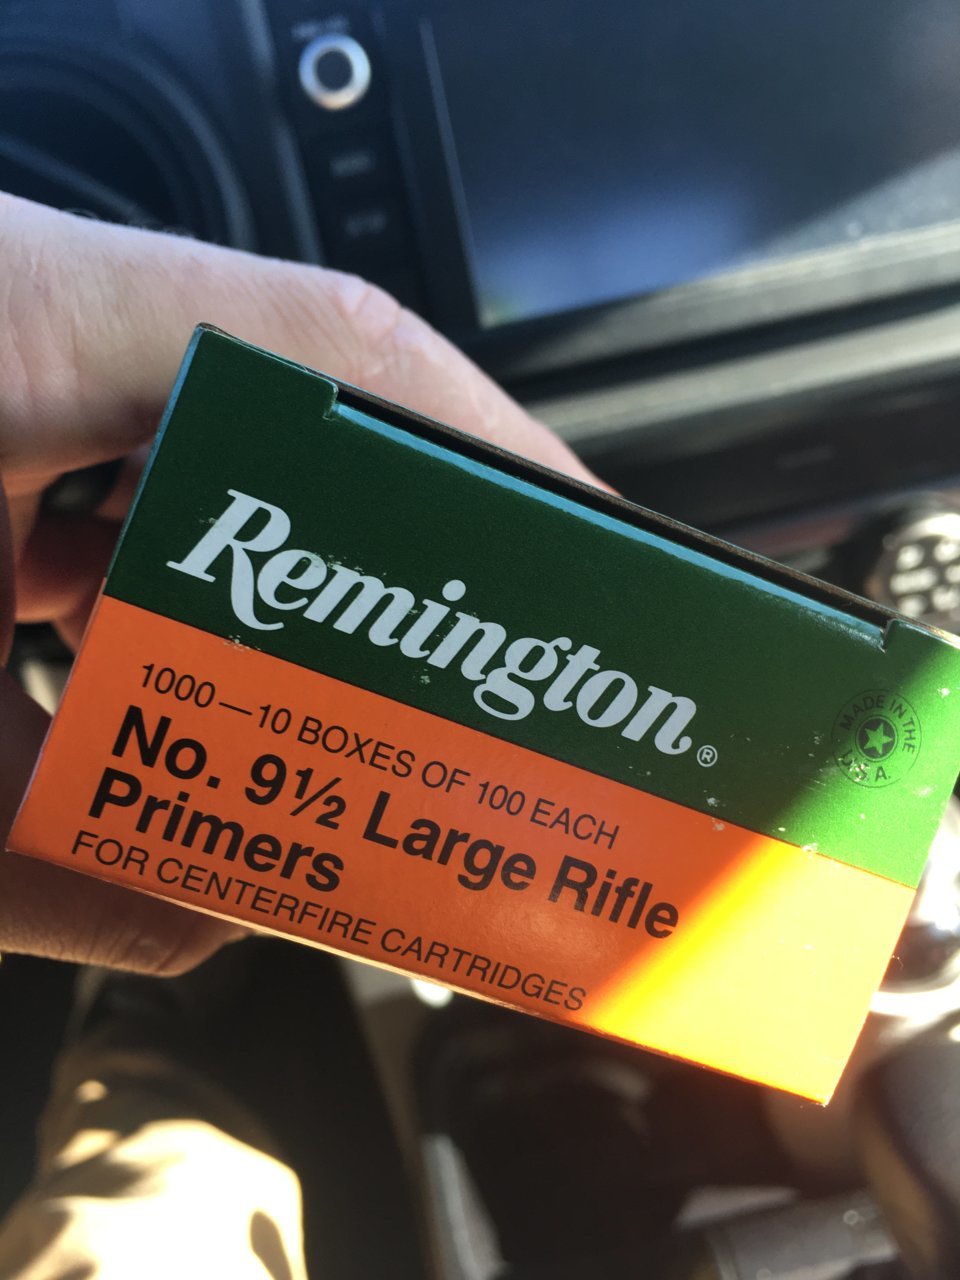 Remington®
MADE IN THE
U.S.A.
1000 — 10 BOXES OF 100 EACH
No. 9½ Large Rifle
Primers
FOR CENTERFIRE CARTRIDGES